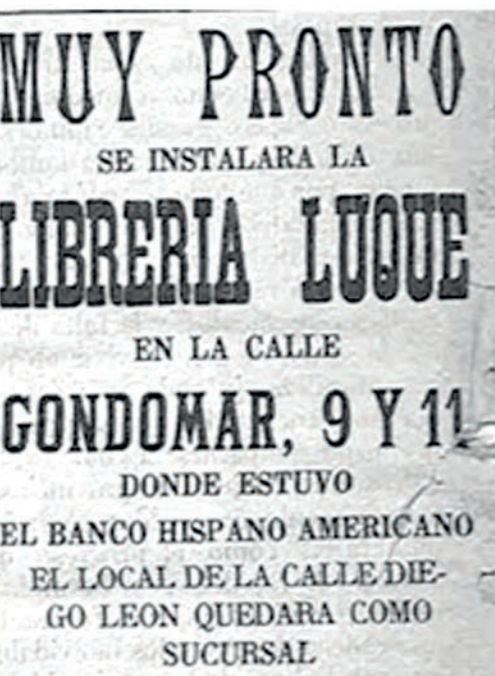 MUY PRONTO
SE INSTALARA LA
LIBRERIA LUQUE
EN LA CALLE
GONDOMAR, 9 Y 11
DONDE ESTUVO
EL BANCO HISPANO AMERICANO
EL LOCAL DE LA CALLE DIE-
GO LEON QUEDARA COMO
SUCURSAL